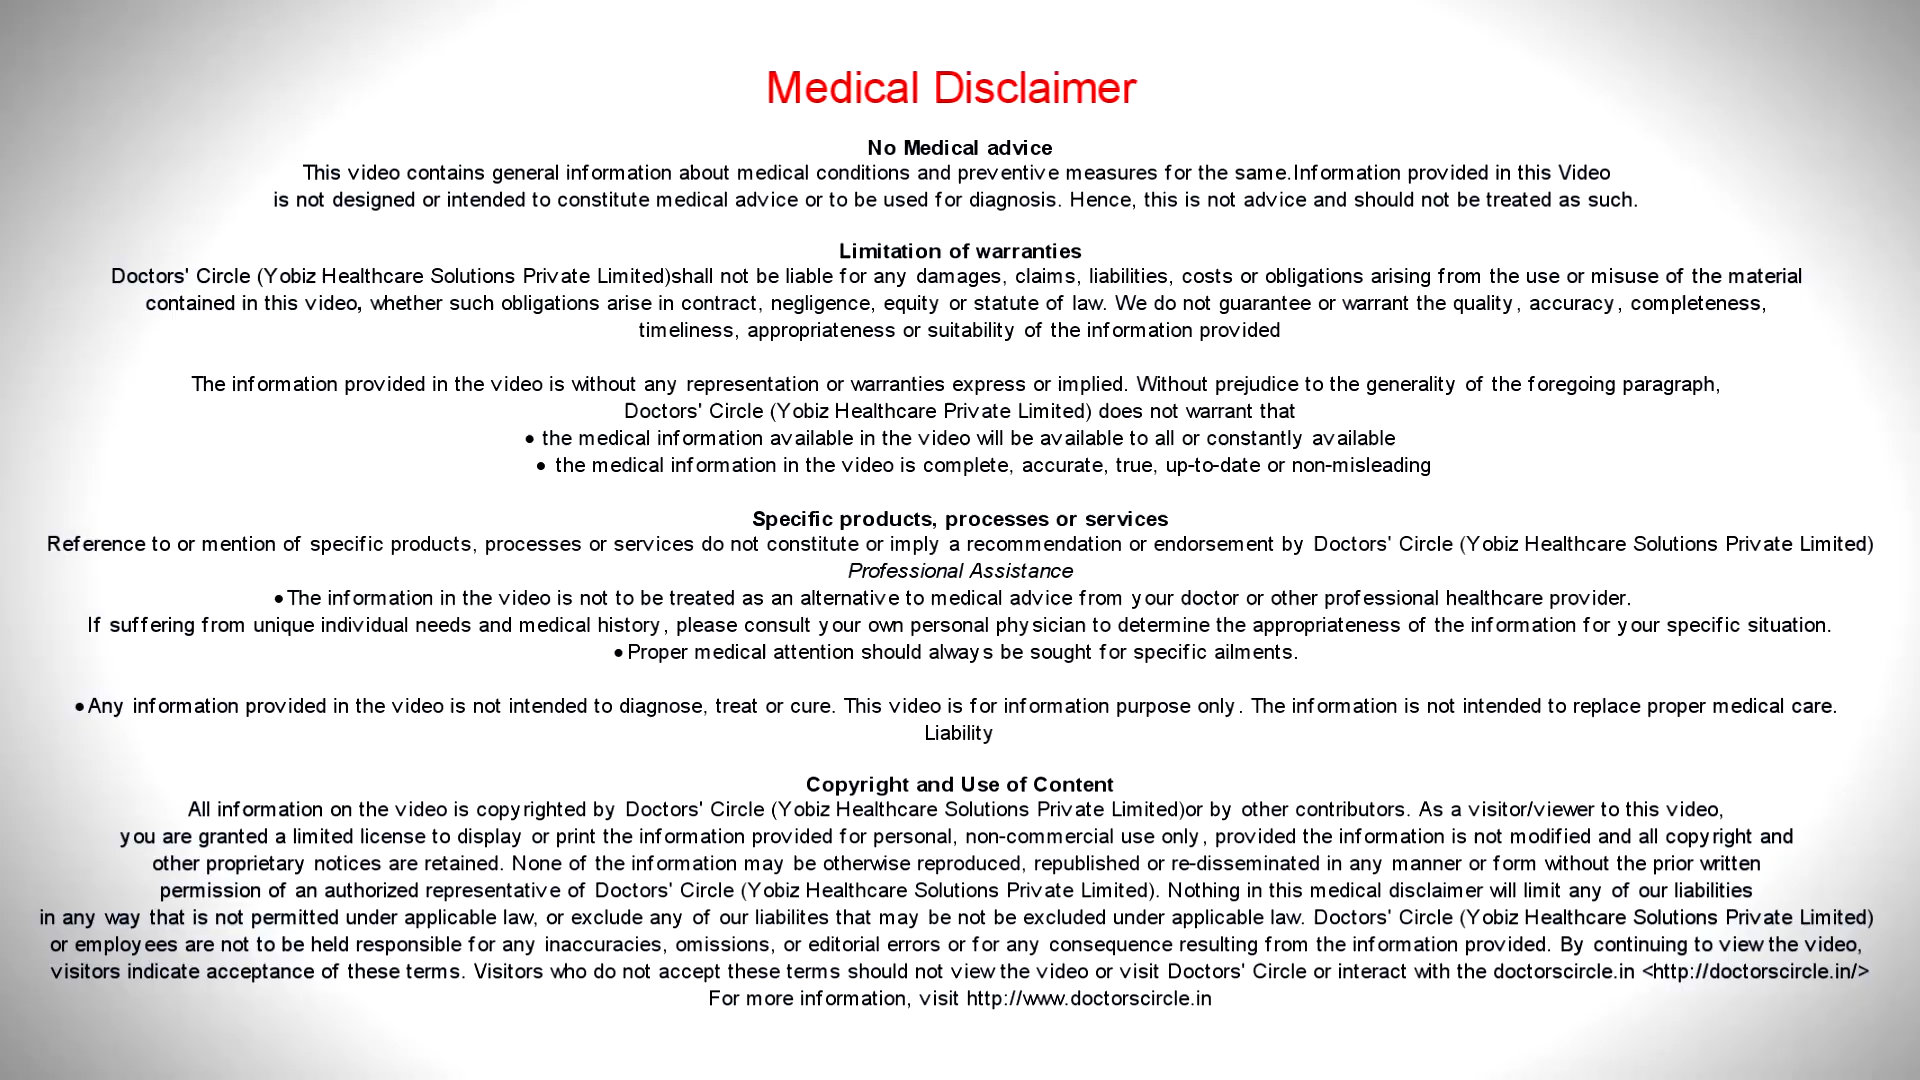 Medical Disclaimer
No Medical advice
This video contains general information about medical conditions and preventive measures for the same.Information provided in this Video
is not designed or intended to constitute medical advice or to be used for diagnosis. Hence, this is not advice and should not be treated as such.
Limitation of warranties
Doctors' Circle (Yobiz Healthcare Solutions Private Limited)shall not be liable for any damages, claims, liabilities, costs or obligations arising from the use or misuse of the material
contained in this video, whether such obligations arise in contract, negligence, equity or statute of law. We do not guarantee or warrant the quality, accuracy, completeness,
timeliness, appropriateness or suitability of the information provided
The information provided in the video is without any representation or warranties express or implied. Without prejudice to the generality of the foregoing paragraph,
Doctors' Circle (Yobiz Healthcare Private Limited) does not warrant that
• the medical information available in the video will be available to all or constantly available
• the medical information in the video is complete, accurate, true, up-to-date or non-misleading
Specific products, processes or services
Reference to or mention of specific products, processes or services do not constitute or imply a recommendation or endorsement by Doctors' Circle (Yobiz Healthcare Solutions Private Limited)
Professional Assistance
•The information in the video is not to be treated as an alternative to medical advice from your doctor or other professional healthcare provider.
If suffering from unique individual needs and medical history, please consult your own personal physician to determine the appropriateness of the information for your specific situation.
•Proper medical attention should always be sought for specific ailments.
•Any information provided in the video is not intended to diagnose, treat or cure. This video is for information purpose only. The information is not intended to replace proper medical care.
Liability
Copyright and Use of Content
All information on the video is copyrighted by Doctors' Circle (Yobiz Healthcare Solutions Private Limited)or by other contributors. As a visitor/viewer to this video,
you are granted a limited license to display or print the information provided for personal, non-commercial use only, provided the information is not modified and all copyright and
other proprietary notices are retained. None of the information may be otherwise reproduced, republished or re-disseminated in any manner or form without the prior written
permission of an authorized representative of Doctors' Circle (Yobiz Healthcare Solutions Private Limited). Nothing in this medical disclaimer will limit any of our liabilities
in any way that is not permitted under applicable law, or exclude any of our liabilites that may be not be excluded under applicable law. Doctors' Circle (Yobiz Healthcare Solutions Private Limited)
or employees are not to be held responsible for any inaccuracies, omissions, or editorial errors or for any consequence resulting from the information provided. By continuing to view the video,
visitors indicate acceptance of these terms. Visitors who do not accept these terms should not view the video or visit Doctors' Circle or interact with the doctorscircle.in <http://doctorscircle.in/>
For more information, visit http://www.doctorscircle.in